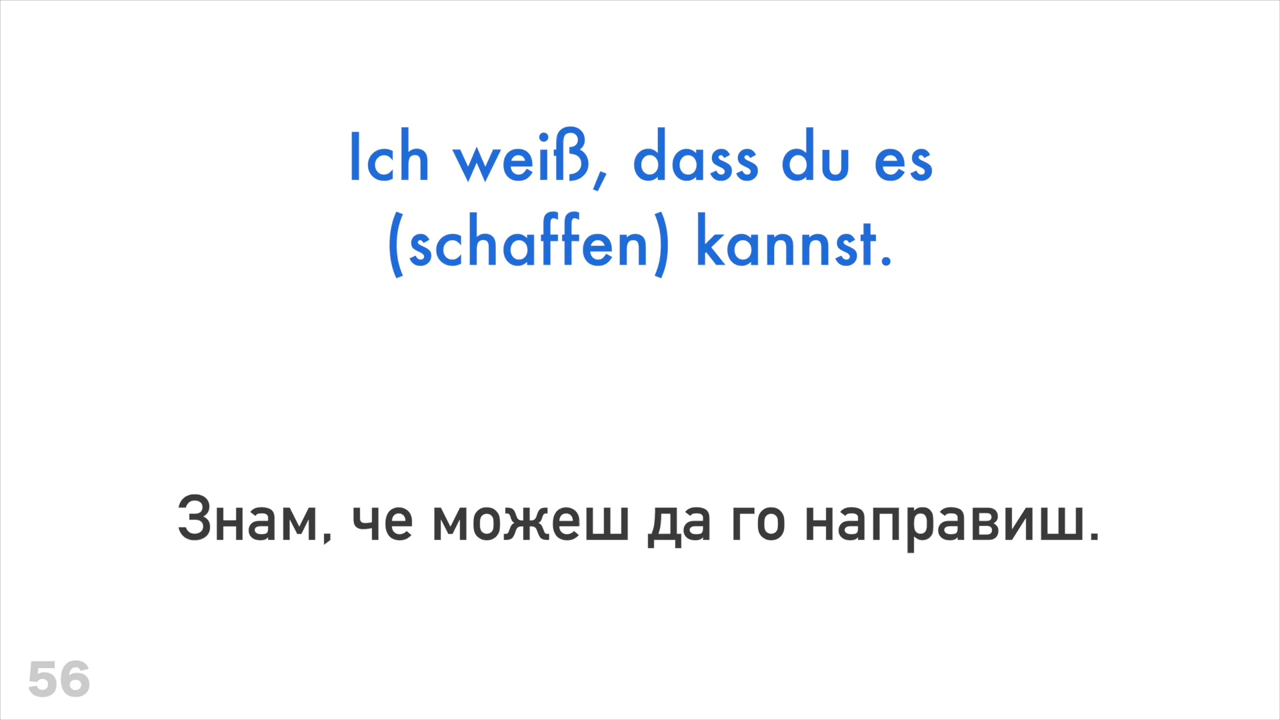 Ich weiß, dass du es
(schaffen) kannst.
Знам, че можеш да го направиш.
56